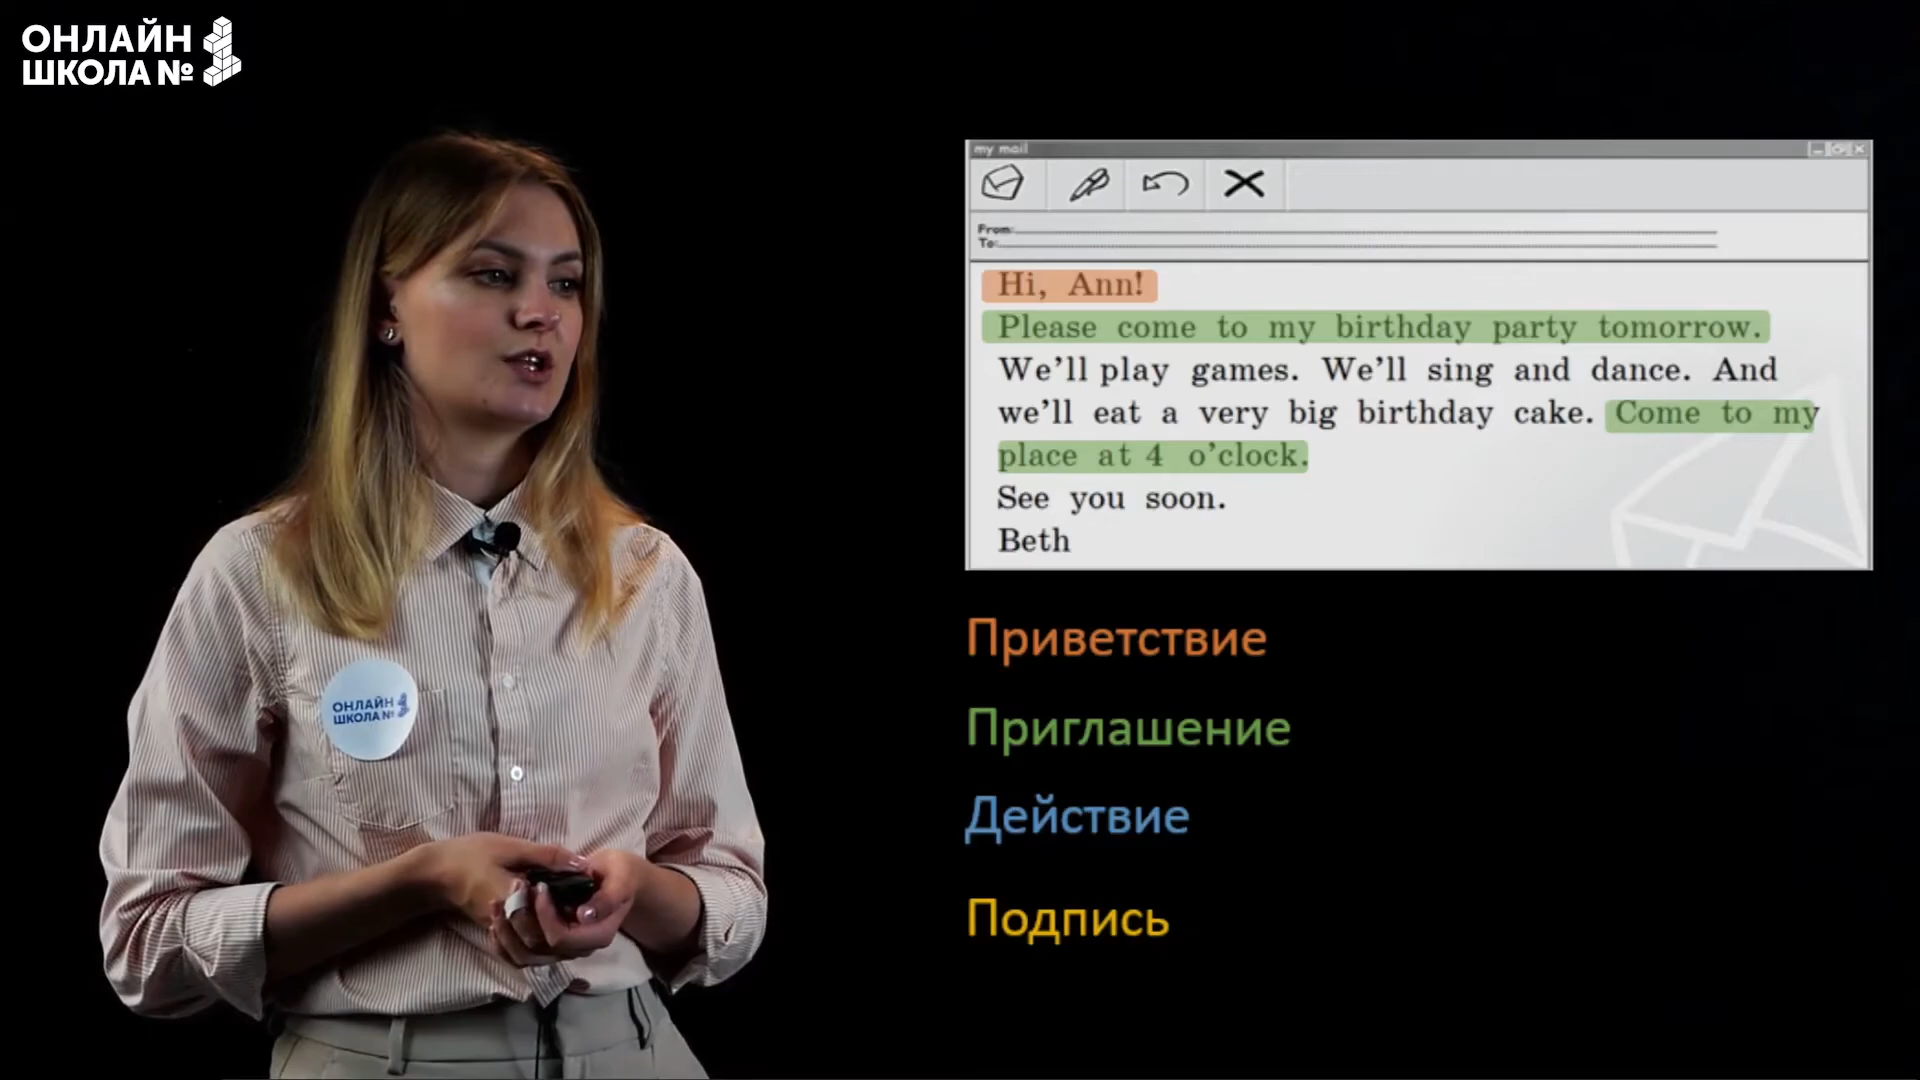 ОНЛАЙН
ШКОЛА №
my mail
From:
To:
Hi, Ann!
Please come to my birthday party tomorrow.
We'll play games. We'll sing and dance. And
we'll eat a very big birthday cake. Come to my
place at 4 o'clock.
See you soon.
Beth
Приветствие
Приглашение
Действие
Подпись
ОНЛАЙН
ШКОЛА №